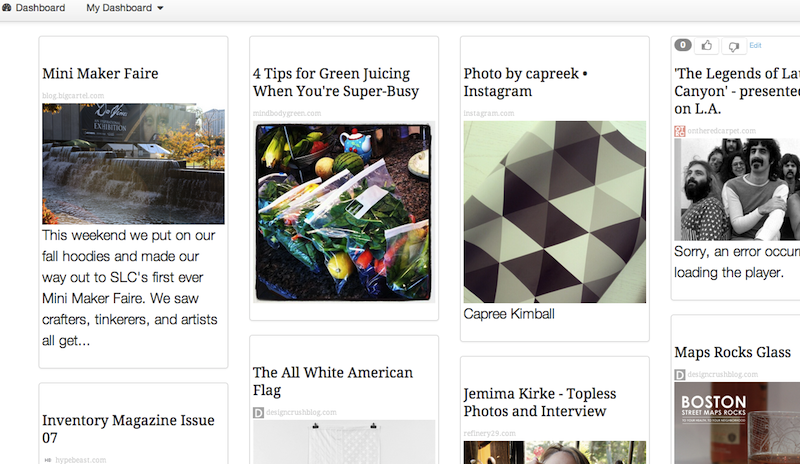 Dashboard
My Dashboard
Mini Maker Faire
blog.bigcartel.com
Da Vinci
EXHIBITION
This weekend we put on our
fall hoodies and made our
way out to SLC's first ever
Mini Maker Faire. We saw
crafters, tinkerers, and artists
all get...
Inventory Magazine Issue
07
hypebeast.com
4 Tips for Green Juicing
When You're Super-Busy
mindbodygreen.com
The All White American
Flag
D designcrushblog.com
Photo by capreek •
Instagram
instagram.com
Capree Kimball
Jemima Kirke - Topless
Photos and Interview
refinery29.com
0
Edit
'The Legends of Lau
Canyon' - presente
on L.A.
ontheredcarpet.com
Sorry, an error occurr
loading the player.
Maps Rocks Glass
D designcrushblog.com
BOSTON
STREET MAPS ROCKS